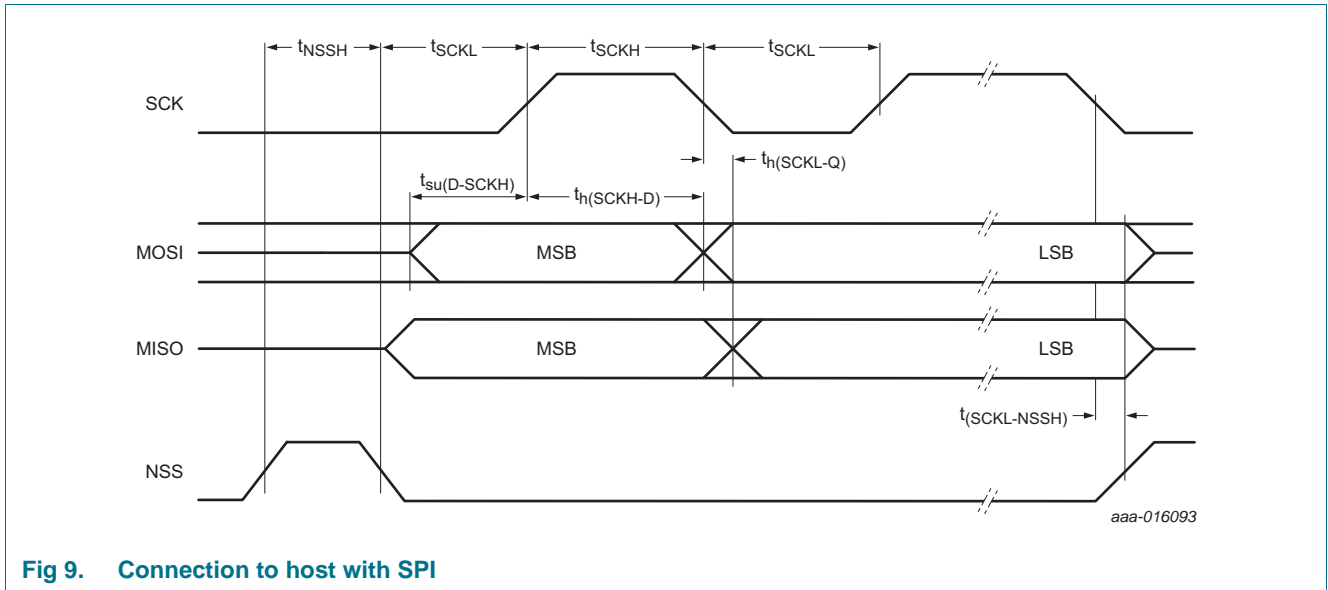 tNSSH tSCKL tSCKH tSCKL
SCK
th(SCKL-Q)
tsu(D-SCKH) th(SCKH-D)
MOSI MSB LSB
MISO MSB LSB
t(SCKL-NSSH)
NSS
aaa-016093
Fig 9. Connection to host with SPI